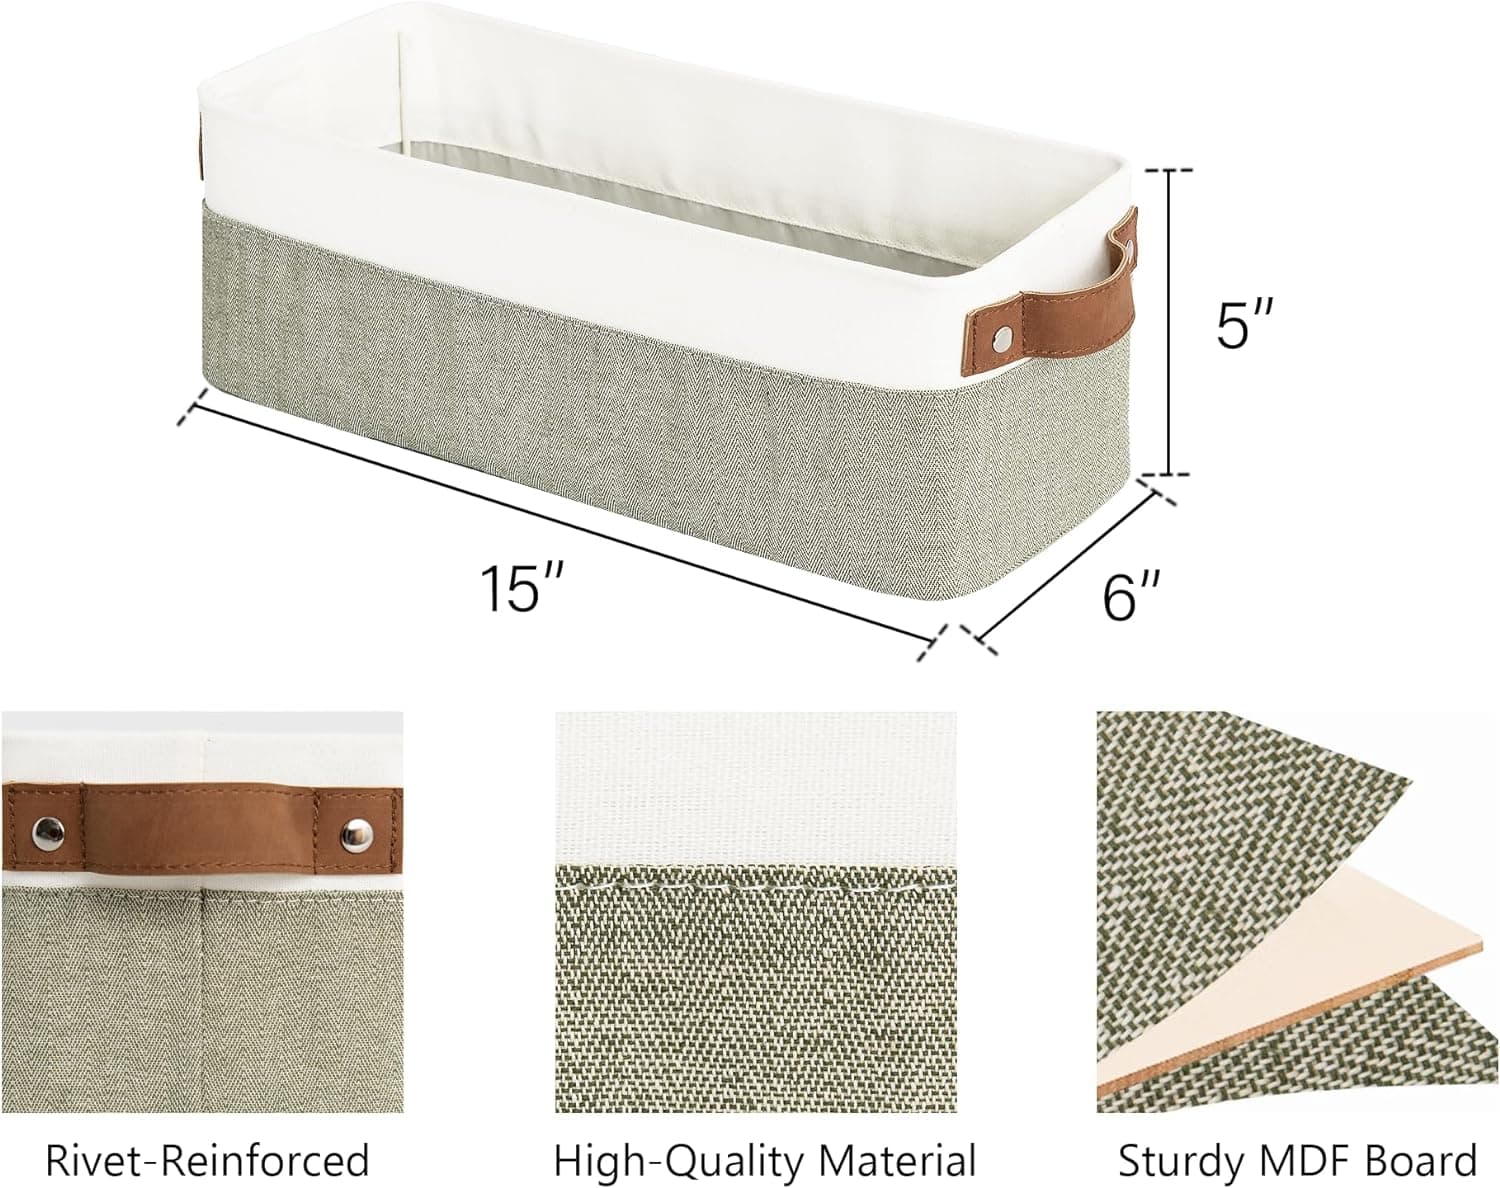 5″
15″
6″
Rivet-Reinforced
High-Quality Material
Sturdy MDF Board